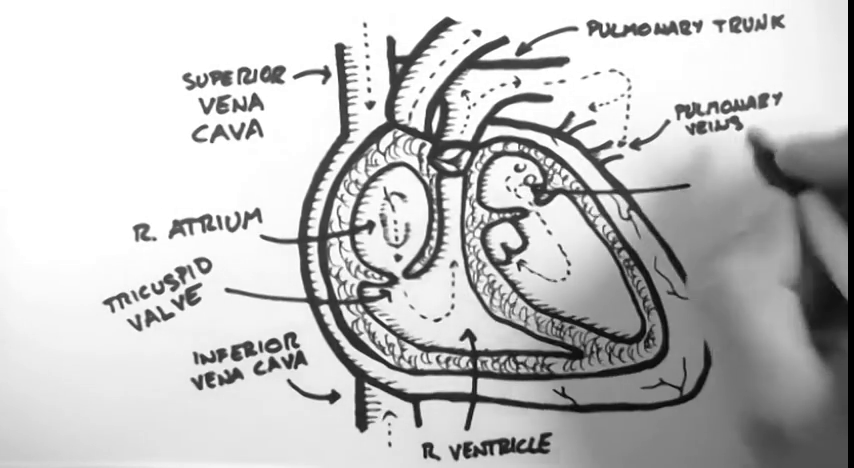 PULMONARY TRUNK
SUPERIOR
VENA
CAVA
PULMONARY
VEINS
R. ATRIUM
TRICUSPID
VALVE
INFERIOR
VENA CAVA
R. VENTRICLE